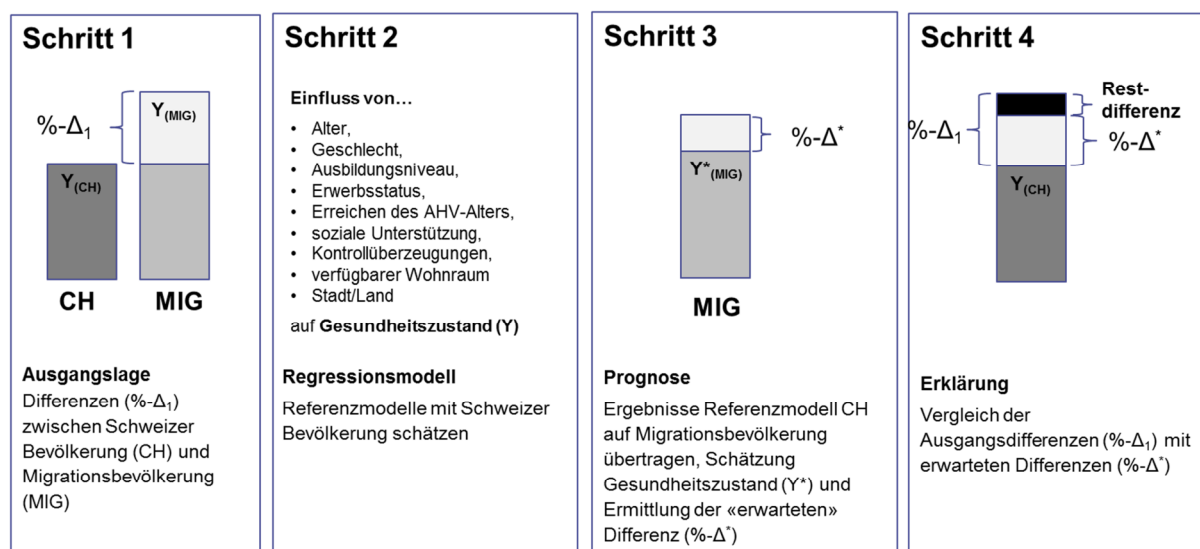 Schritt 1
%-Δ₁
Y(MIG)
Y(CH)
CH
MIG
Ausgangslage
Differenzen (%-Δ₁)
zwischen Schweizer
Bevölkerung (CH) und
Migrationsbevölkerung
(MIG)
Schritt 2
Einfluss von…
• Alter,
• Geschlecht,
• Ausbildungsniveau,
• Erwerbsstatus,
• Erreichen des AHV-Alters,
• soziale Unterstützung,
• Kontrollüberzeugungen,
• verfügbarer Wohnraum
• Stadt/Land
auf Gesundheitszustand (Y)
Regressionsmodell
Referenzmodelle mit Schweizer
Bevölkerung schätzen
Schritt 3
%-Δ*
Y*(MIG)
MIG
Prognose
Ergebnisse Referenzmodell CH
auf Migrationsbevölkerung
übertragen, Schätzung
Gesundheitszustand (Y*) und
Ermittlung der «erwarteten»
Differenz (%-Δ*)
Schritt 4
Rest-
differenz
%-Δ₁
%-Δ*
Y(CH)
Erklärung
Vergleich der
Ausgangsdifferenzen (%-Δ₁) mit
erwarteten Differenzen (%-Δ*)